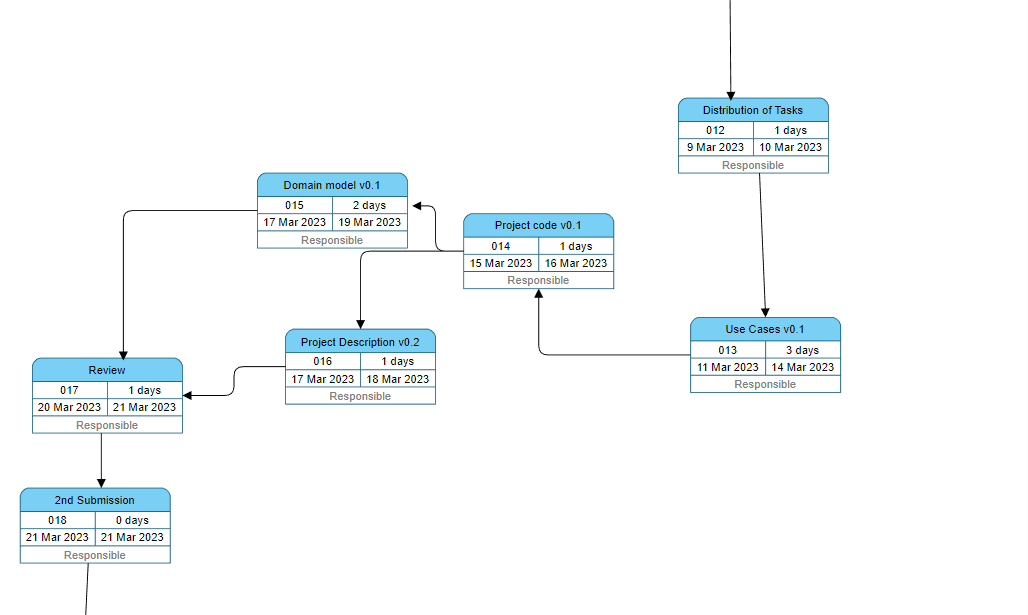 Distribution of Tasks
012 1 days
9 Mar 2023 10 Mar 2023
Responsible
Domain model v0.1
015 2 days
17 Mar 2023 19 Mar 2023
Responsible
Project code v0.1
014 1 days
15 Mar 2023 16 Mar 2023
Responsible
Use Cases v0.1
013 3 days
11 Mar 2023 14 Mar 2023
Responsible
Project Description v0.2
016 1 days
17 Mar 2023 18 Mar 2023
Responsible
Review
017 1 days
20 Mar 2023 21 Mar 2023
Responsible
2nd Submission
018 0 days
21 Mar 2023 21 Mar 2023
Responsible